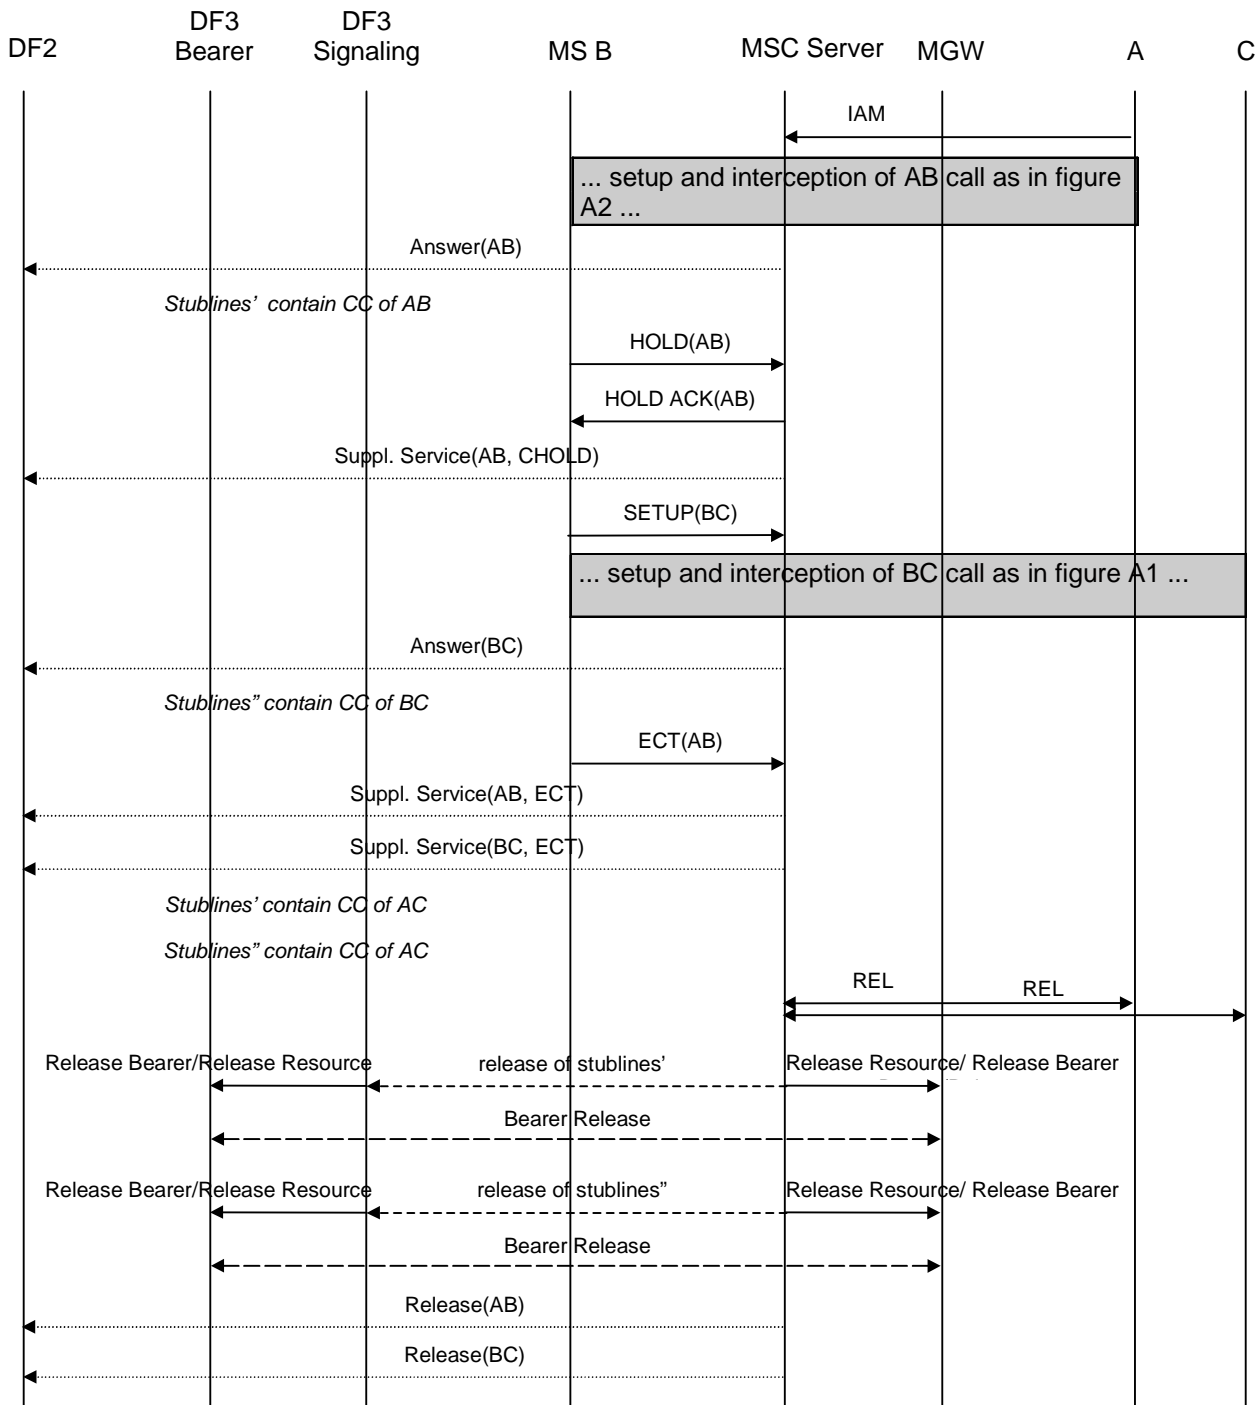 DF2
DF3
Bearer
DF3
Signaling
MS B
MSC Server
MGW
A
C
IAM
... setup and interception of AB call as in figure
A2 ...
Answer(AB)
Stublines’ contain CC of AB
HOLD(AB)
HOLD ACK(AB)
Suppl. Service(AB, CHOLD)
SETUP(BC)
... setup and interception of BC call as in figure A1 ...
Answer(BC)
Stublines” contain CC of BC
ECT(AB)
Suppl. Service(AB, ECT)
Suppl. Service(BC, ECT)
Stublines’ contain CC of AC
Stublines” contain CC of AC
REL
REL
Release Bearer/Release Resource
release of stublines’
Release Resource/ Release Bearer
Bearer Release
Release Bearer/Release Resource
release of stublines”
Release Resource/ Release Bearer
Bearer Release
Release(AB)
Release(BC)